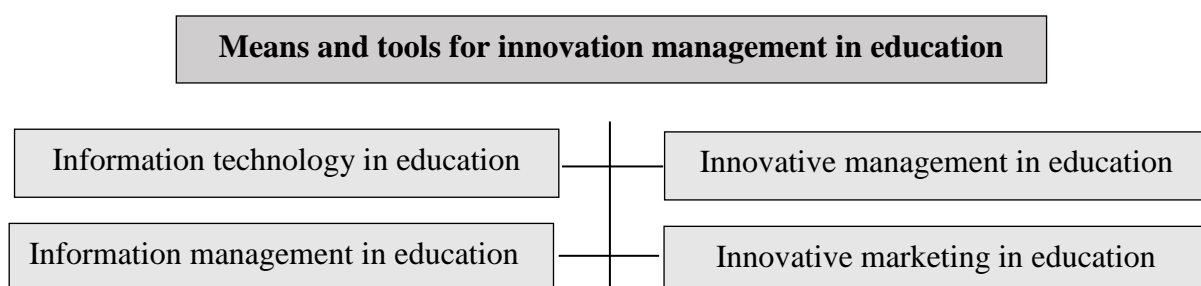 Means and tools for innovation management in education
Information technology in education
Innovative management in education
Information management in education
Innovative marketing in education